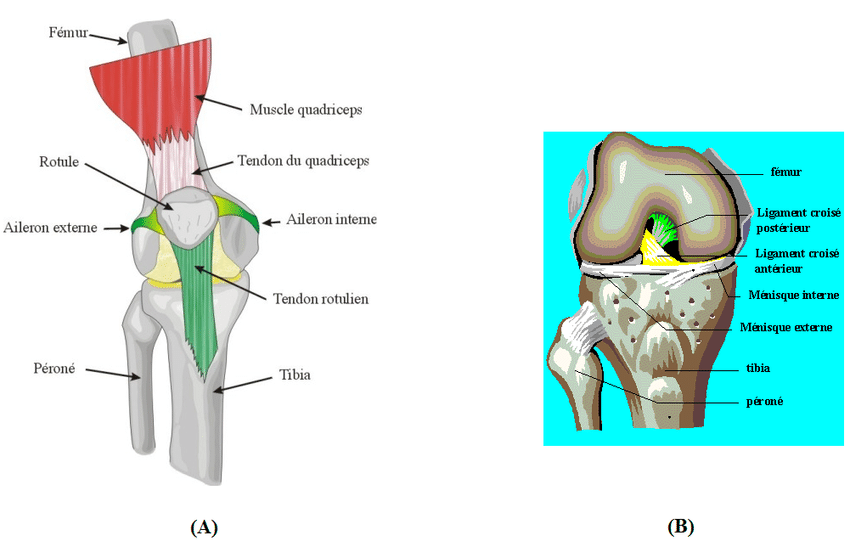 Fémur
Muscle quadriceps
Rotule
Tendon du quadriceps
Aileron externe
Aileron interne
Tendon rotulien
Péroné
Tibia
(A)
fémur
Ligament croisé
postérieur
Ligament croisé
antérieur
Ménisque interne
Ménisque externe
tibia
péroné
(B)